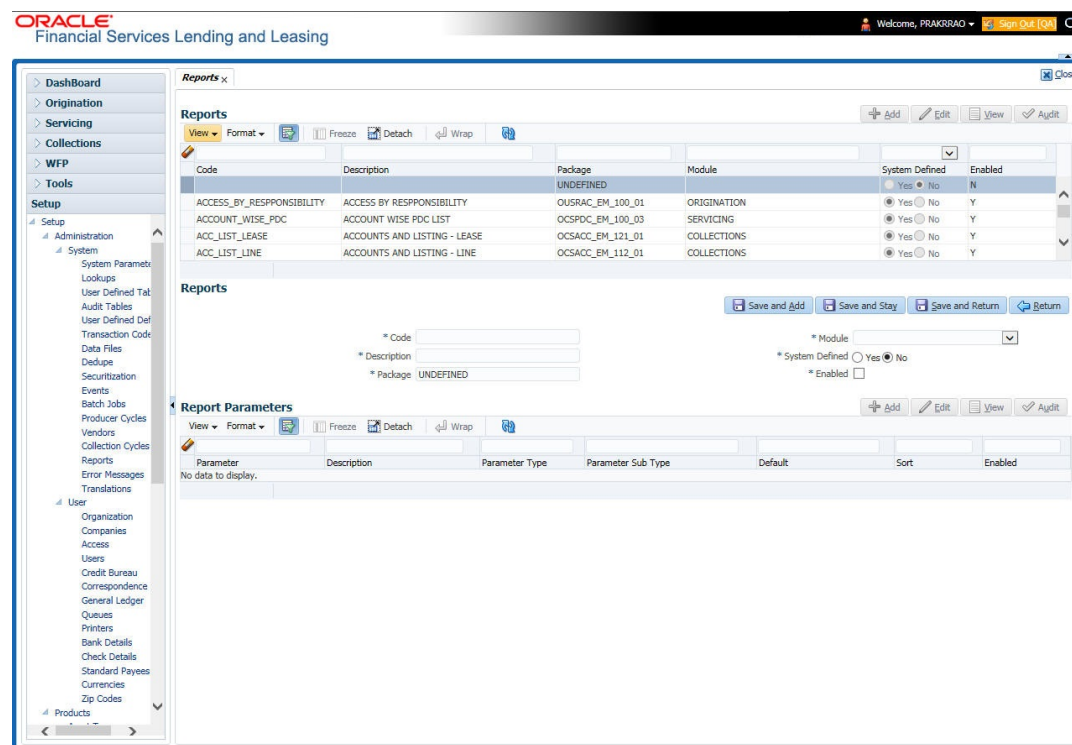 ORACLE
Financial Services Lending and Leasing
Welcome, PRAKRRAO
Sign Out [QA]
DashBoard
Origination
Servicing
Collections
WFP
Tools
Setup
Setup
Administration
System
System Paramete
Lookups
User Defined Tab
Audit Tables
User Defined Def
Transaction Code
Data Files
Dedupe
Securitization
Events
Batch Jobs
Producer Cycles
Vendors
Collection Cycles
Reports
Error Messages
Translations
User
Organization
Companies
Access
Users
Credit Bureau
Correspondence
General Ledger
Queues
Printers
Bank Details
Check Details
Standard Payees
Currencies
Zip Codes
Products
Reports x
Clos
Reports
Add Edit View Audit
View Format Freeze Detach Wrap
Code Description Package Module System Defined Enabled
UNDEFINED Yes No N
ACCESS_BY_RESPPONSIBILITY ACCESS BY RESPPONSIBILITY OUSRAC_EM_100_01 ORIGINATION Yes No Y
ACCOUNT_WISE_PDC ACCOUNT WISE PDC LIST OCSPDC_EM_100_03 SERVICING Yes No Y
ACC_LIST_LEASE ACCOUNTS AND LISTING - LEASE OCSACC_EM_121_01 COLLECTIONS Yes No Y
ACC_LIST_LINE ACCOUNTS AND LISTING - LINE OCSACC_EM_112_01 COLLECTIONS Yes No Y
Reports
Save and Add Save and Stay Save and Return Return
* Code
* Description
* Package UNDEFINED
* Module
* System Defined Yes No
* Enabled
Report Parameters
Add Edit View Audit
View Format Freeze Detach Wrap
Parameter Description Parameter Type Parameter Sub Type Default Sort Enabled
No data to display.